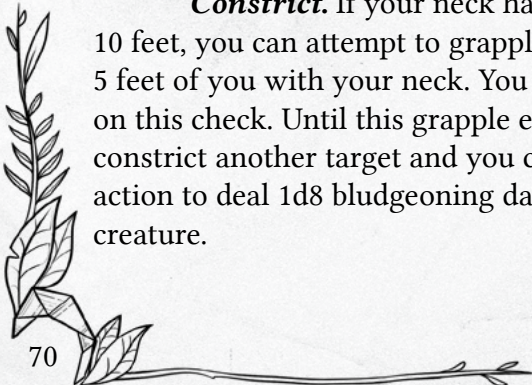 Constrict. If your neck ha
10 feet, you can attempt to grappl
5 feet of you with your neck. You
on this check. Until this grapple e
constrict another target and you c
action to deal 1d8 bludgeoning da
creature.
70